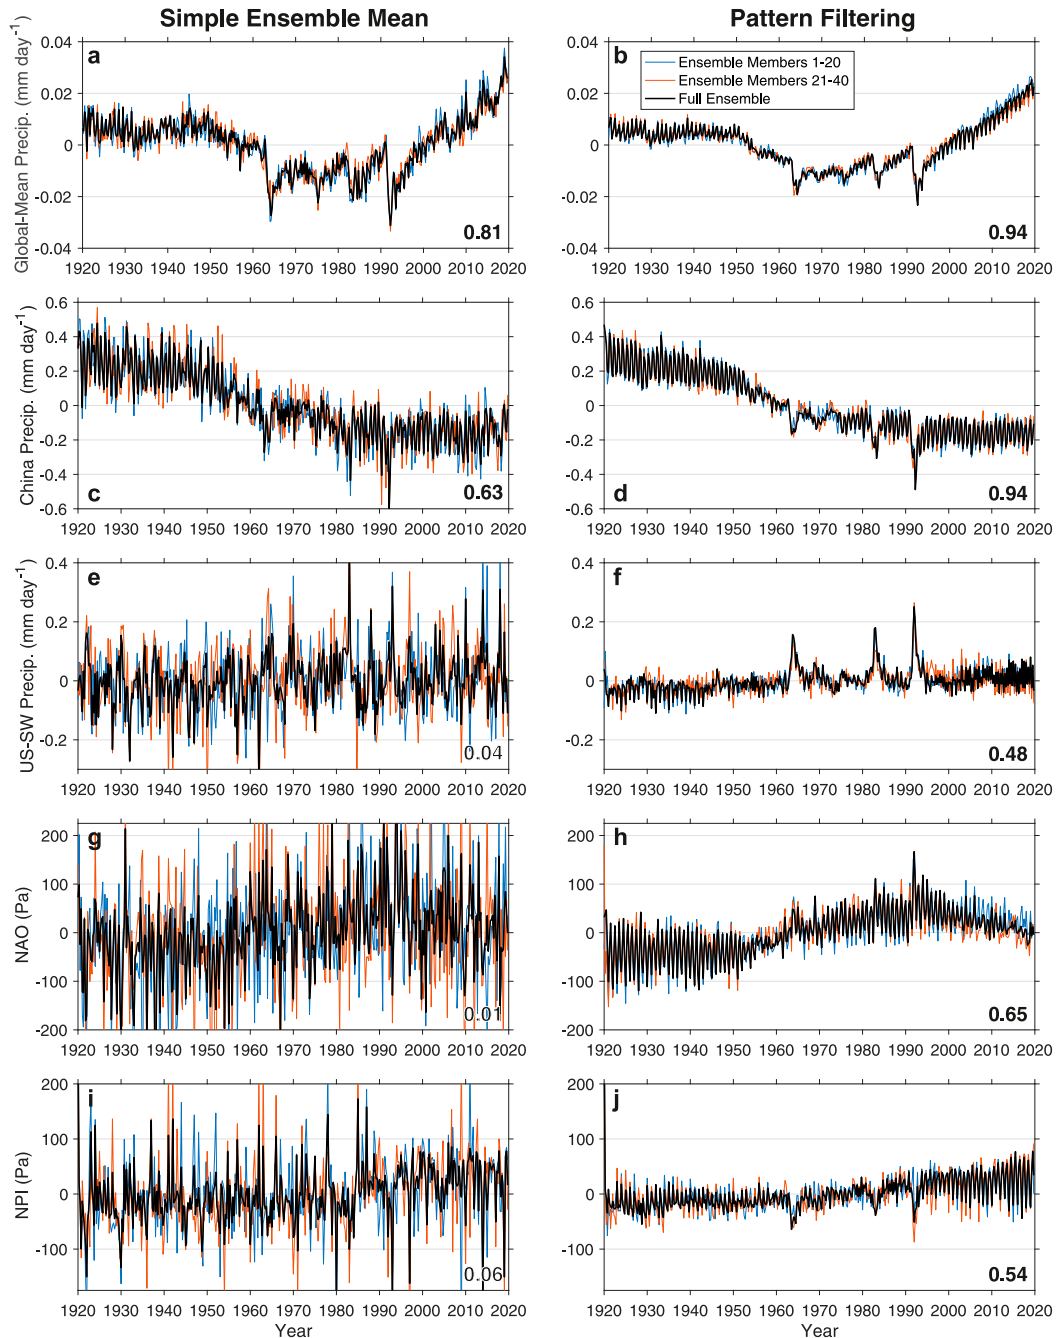 Simple Ensemble Mean
Pattern Filtering
a
Global-Mean Precip. (mm day⁻¹)
0.04
0.02
0
-0.02
-0.04
0.81
1920 1930 1940 1950 1960 1970 1980 1990 2000 2010 2020
b
Ensemble Members 1-20
Ensemble Members 21-40
Full Ensemble
0.04
0.02
0
-0.02
-0.04
0.94
1920 1930 1940 1950 1960 1970 1980 1990 2000 2010 2020
c
China Precip. (mm day⁻¹)
0.6
0.4
0.2
0
-0.2
-0.4
-0.6
0.63
1920 1930 1940 1950 1960 1970 1980 1990 2000 2010 2020
d
0.6
0.4
0.2
0
-0.2
-0.4
-0.6
0.94
1920 1930 1940 1950 1960 1970 1980 1990 2000 2010 2020
e
US-SW Precip. (mm day⁻¹)
0.4
0.2
0
-0.2
0.04
1920 1930 1940 1950 1960 1970 1980 1990 2000 2010 2020
f
0.4
0.2
0
-0.2
0.48
1920 1930 1940 1950 1960 1970 1980 1990 2000 2010 2020
g
NAO (Pa)
200
100
0
-100
-200
0.01
1920 1930 1940 1950 1960 1970 1980 1990 2000 2010 2020
h
200
100
0
-100
-200
0.65
1920 1930 1940 1950 1960 1970 1980 1990 2000 2010 2020
i
NPI (Pa)
200
100
0
-100
0.06
1920 1930 1940 1950 1960 1970 1980 1990 2000 2010 2020
Year
j
200
100
0
-100
0.54
1920 1930 1940 1950 1960 1970 1980 1990 2000 2010 2020
Year